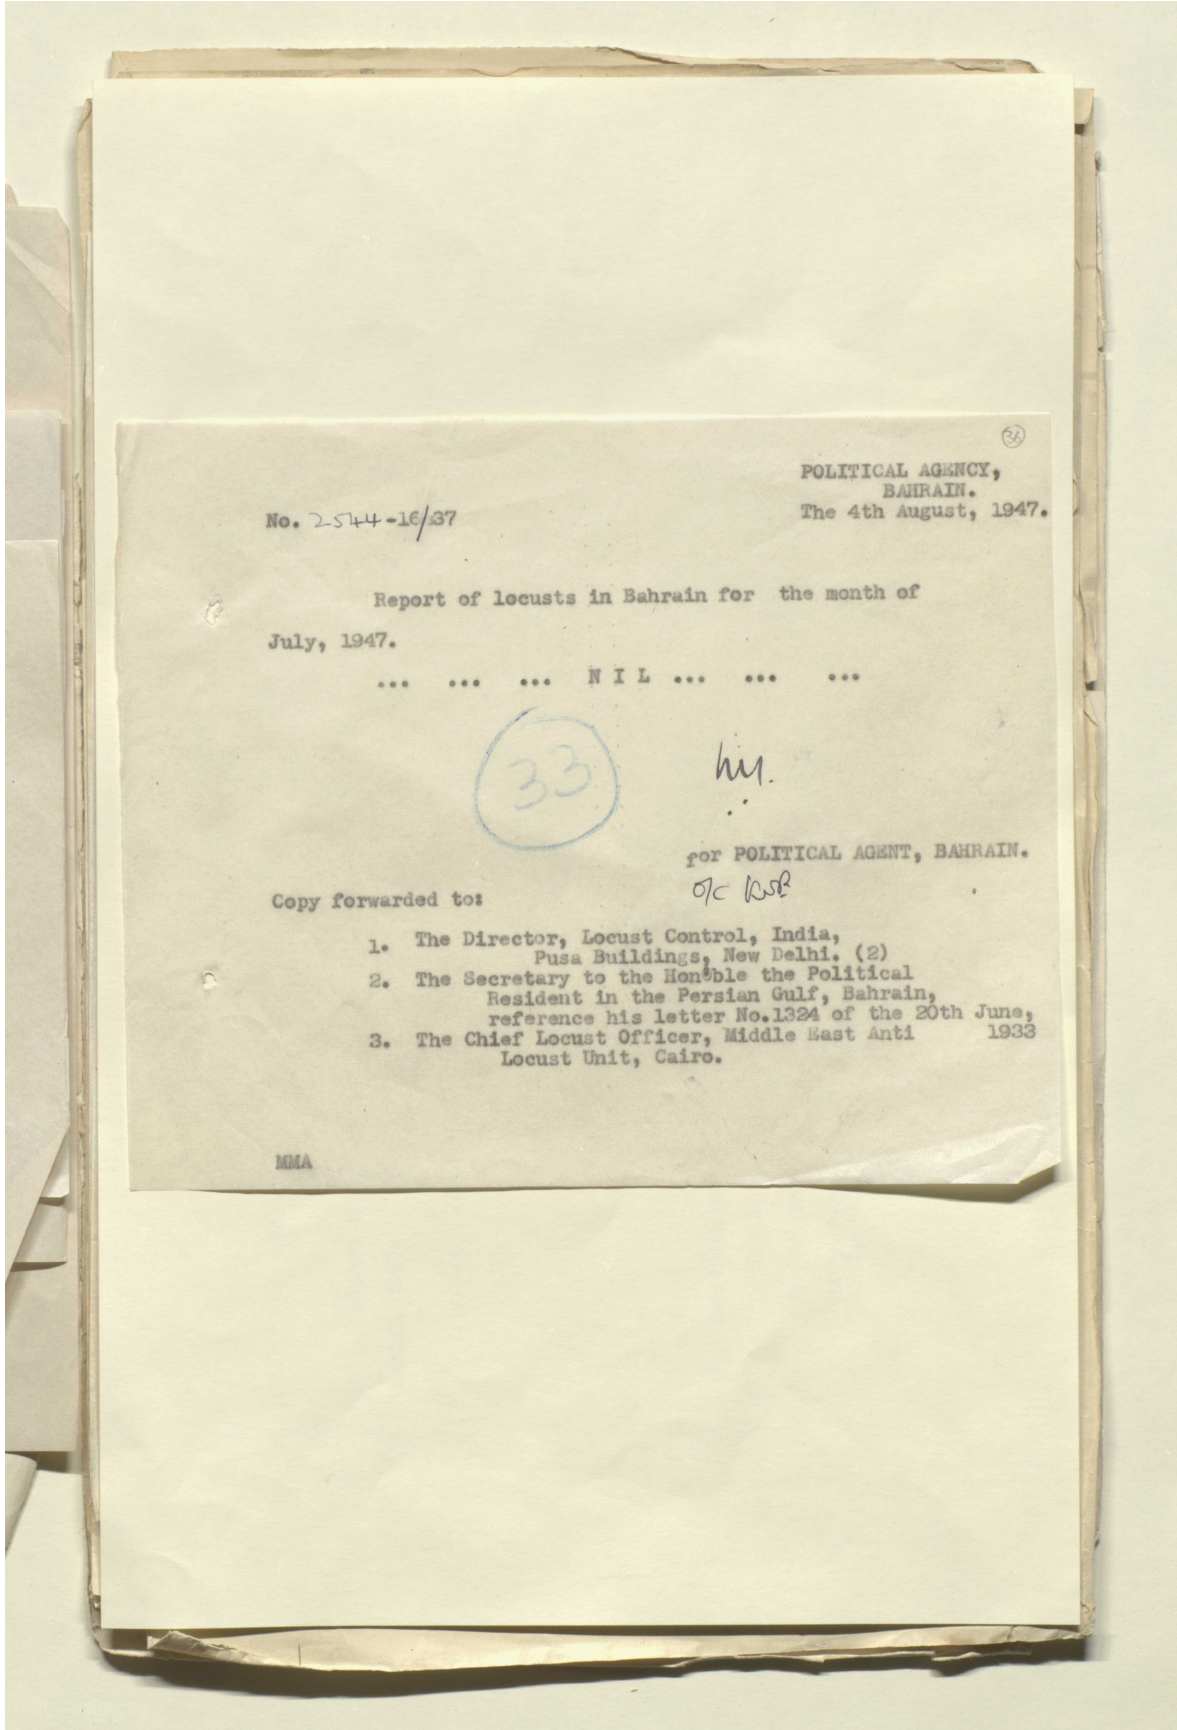 36
POLITICAL AGENCY,
BAHRAIN.
No. 2544-16/37
The 4th August, 1947.
Report of locusts in Bahrain for the month of
July, 1947.
... ... ... N I L ... ... ...
33
for POLITICAL AGENT, BAHRAIN.
O/C
Copy forwarded to:
1. The Director, Locust Control, India,
Pusa Buildings, New Delhi. (2)
2. The Secretary to the Hon'ble the Political
Resident in the Persian Gulf, Bahrain,
reference his letter No.1324 of the 20th June,
1933
3. The Chief Locust Officer, Middle East Anti
Locust Unit, Cairo.
MMA